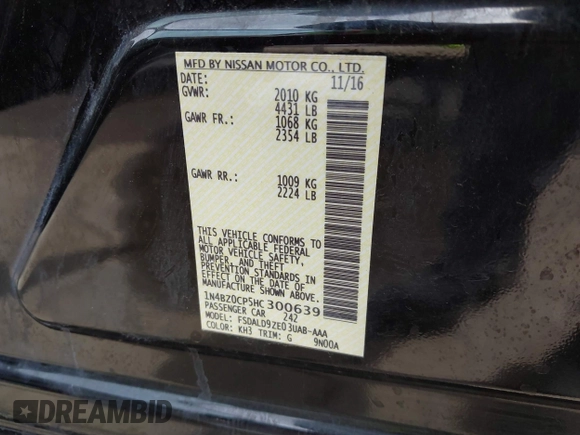 MFD BY NISSAN MOTOR CO., LTD.
DATE: 11/16
GVWR: 2010 KG
4431 LB
GAWR FR.: 1068 KG
2354 LB
GAWR RR.: 1009 KG
2224 LB
THIS VEHICLE CONFORMS TO
ALL APPLICABLE FEDERAL
MOTOR VEHICLE SAFETY,
BUMPER, AND THEFT
PREVENTION STANDARDS IN
EFFECT ON THE DATE OF
MANUFACTURE SHOWN ABOVE.
1N4BZ0CP5HC300639
PASSENGER CAR 242
MODEL: FSDALD9ZE03UAB-AAA
COLOR: KH3 TRIM: G 9N00A
DREAMBID